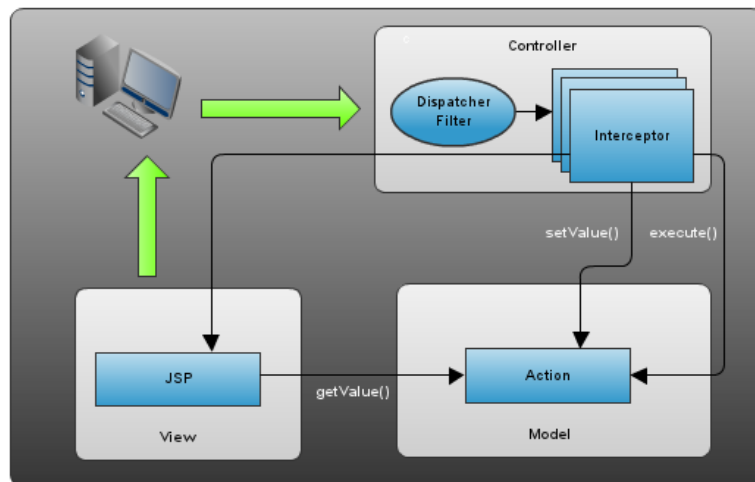 Controller
Dispatcher
Filter
Interceptor
setValue()
execute()
JSP
getValue()
Action
View
Model